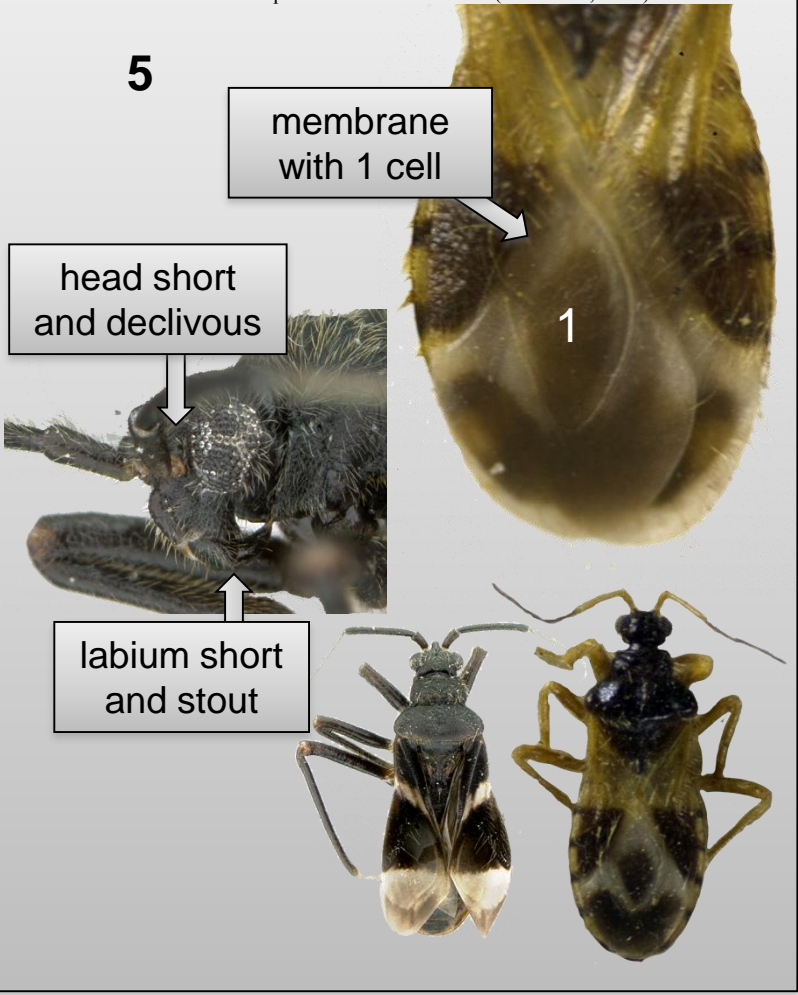 5
membrane
with 1 cell
head short
and declivous
1
labium short
and stout